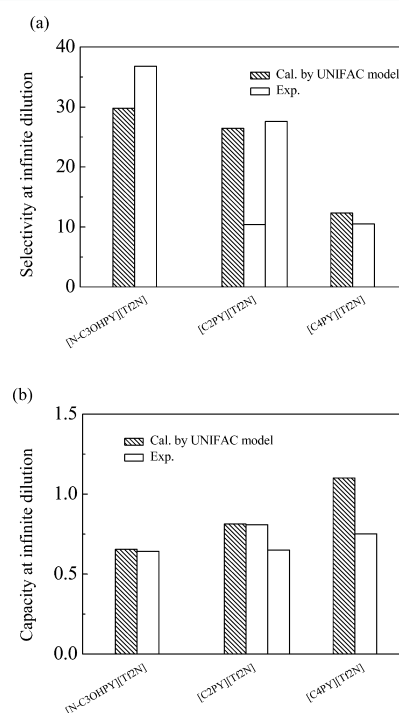 (a)
40
30
20
10
0
Selectivity at infinite dilution
Cal. by UNIFAC model
Exp.
[N-C3OHPY][Tf2N]
[C2PY][Tf2N]
[C4PY][Tf2N]
(b)
1.5
1.0
0.5
0.0
Capacity at infinite dilution
Cal. by UNIFAC model
Exp.
[N-C3OHPY][Tf2N]
[C2PY][Tf2N]
[C4PY][Tf2N]